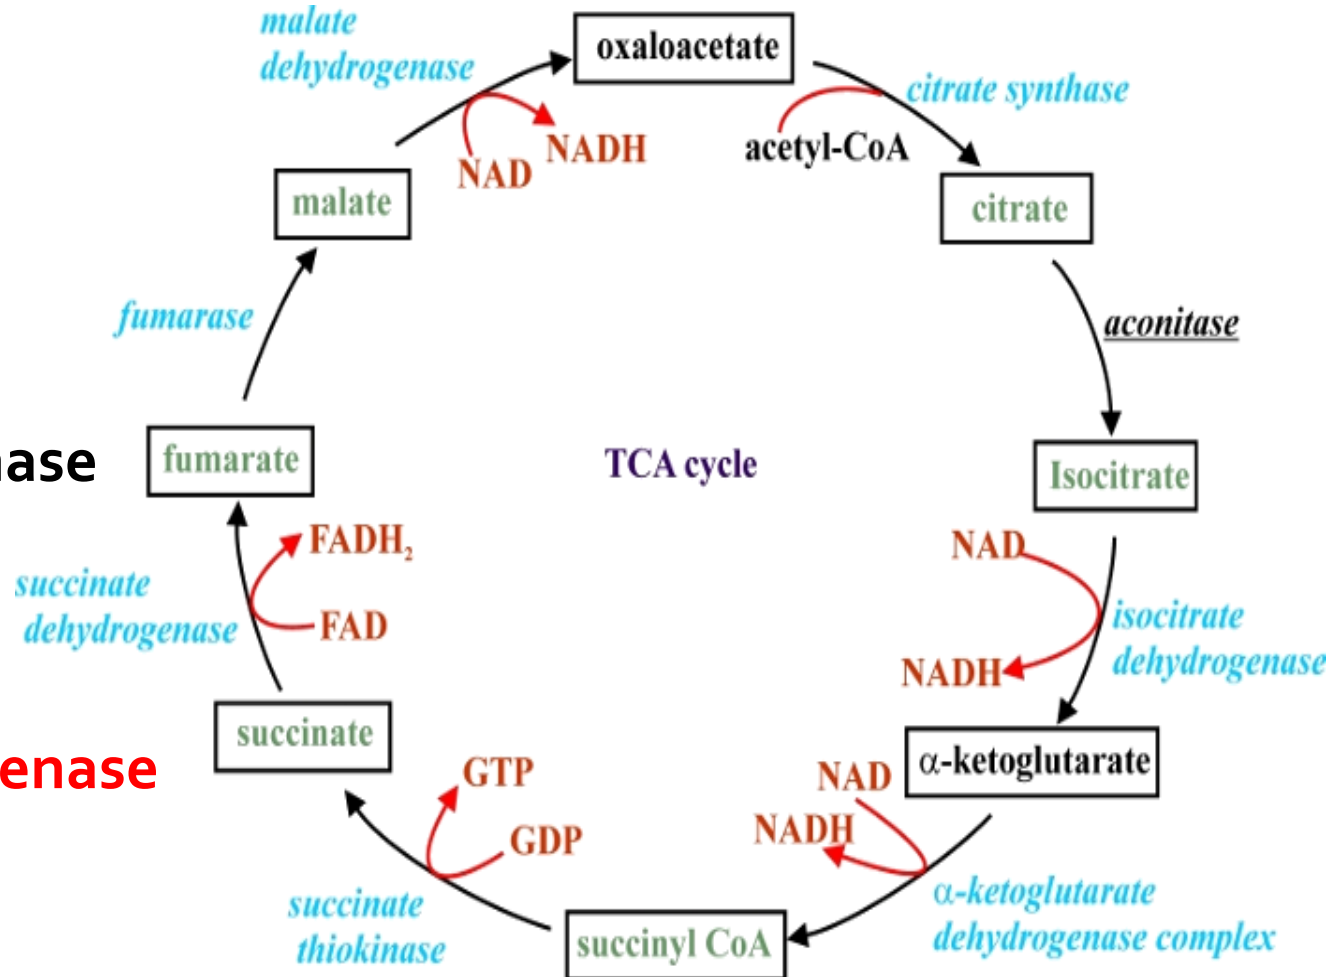 malate
dehydrogenase
oxaloacetate
citrate synthase
acetyl-CoA
NADH
NAD
malate
citrate
fumarase
aconitase
nase
fumarate
TCA cycle
Isocitrate
FADH₂
NAD
succinate
dehydrogenase
FAD
isocitrate
dehydrogenase
NADH
succinate
α-ketoglutarate
enase
GTP
NAD
GDP
NADH
succinate
thiokinase
α-ketoglutarate
dehydrogenase complex
succinyl CoA